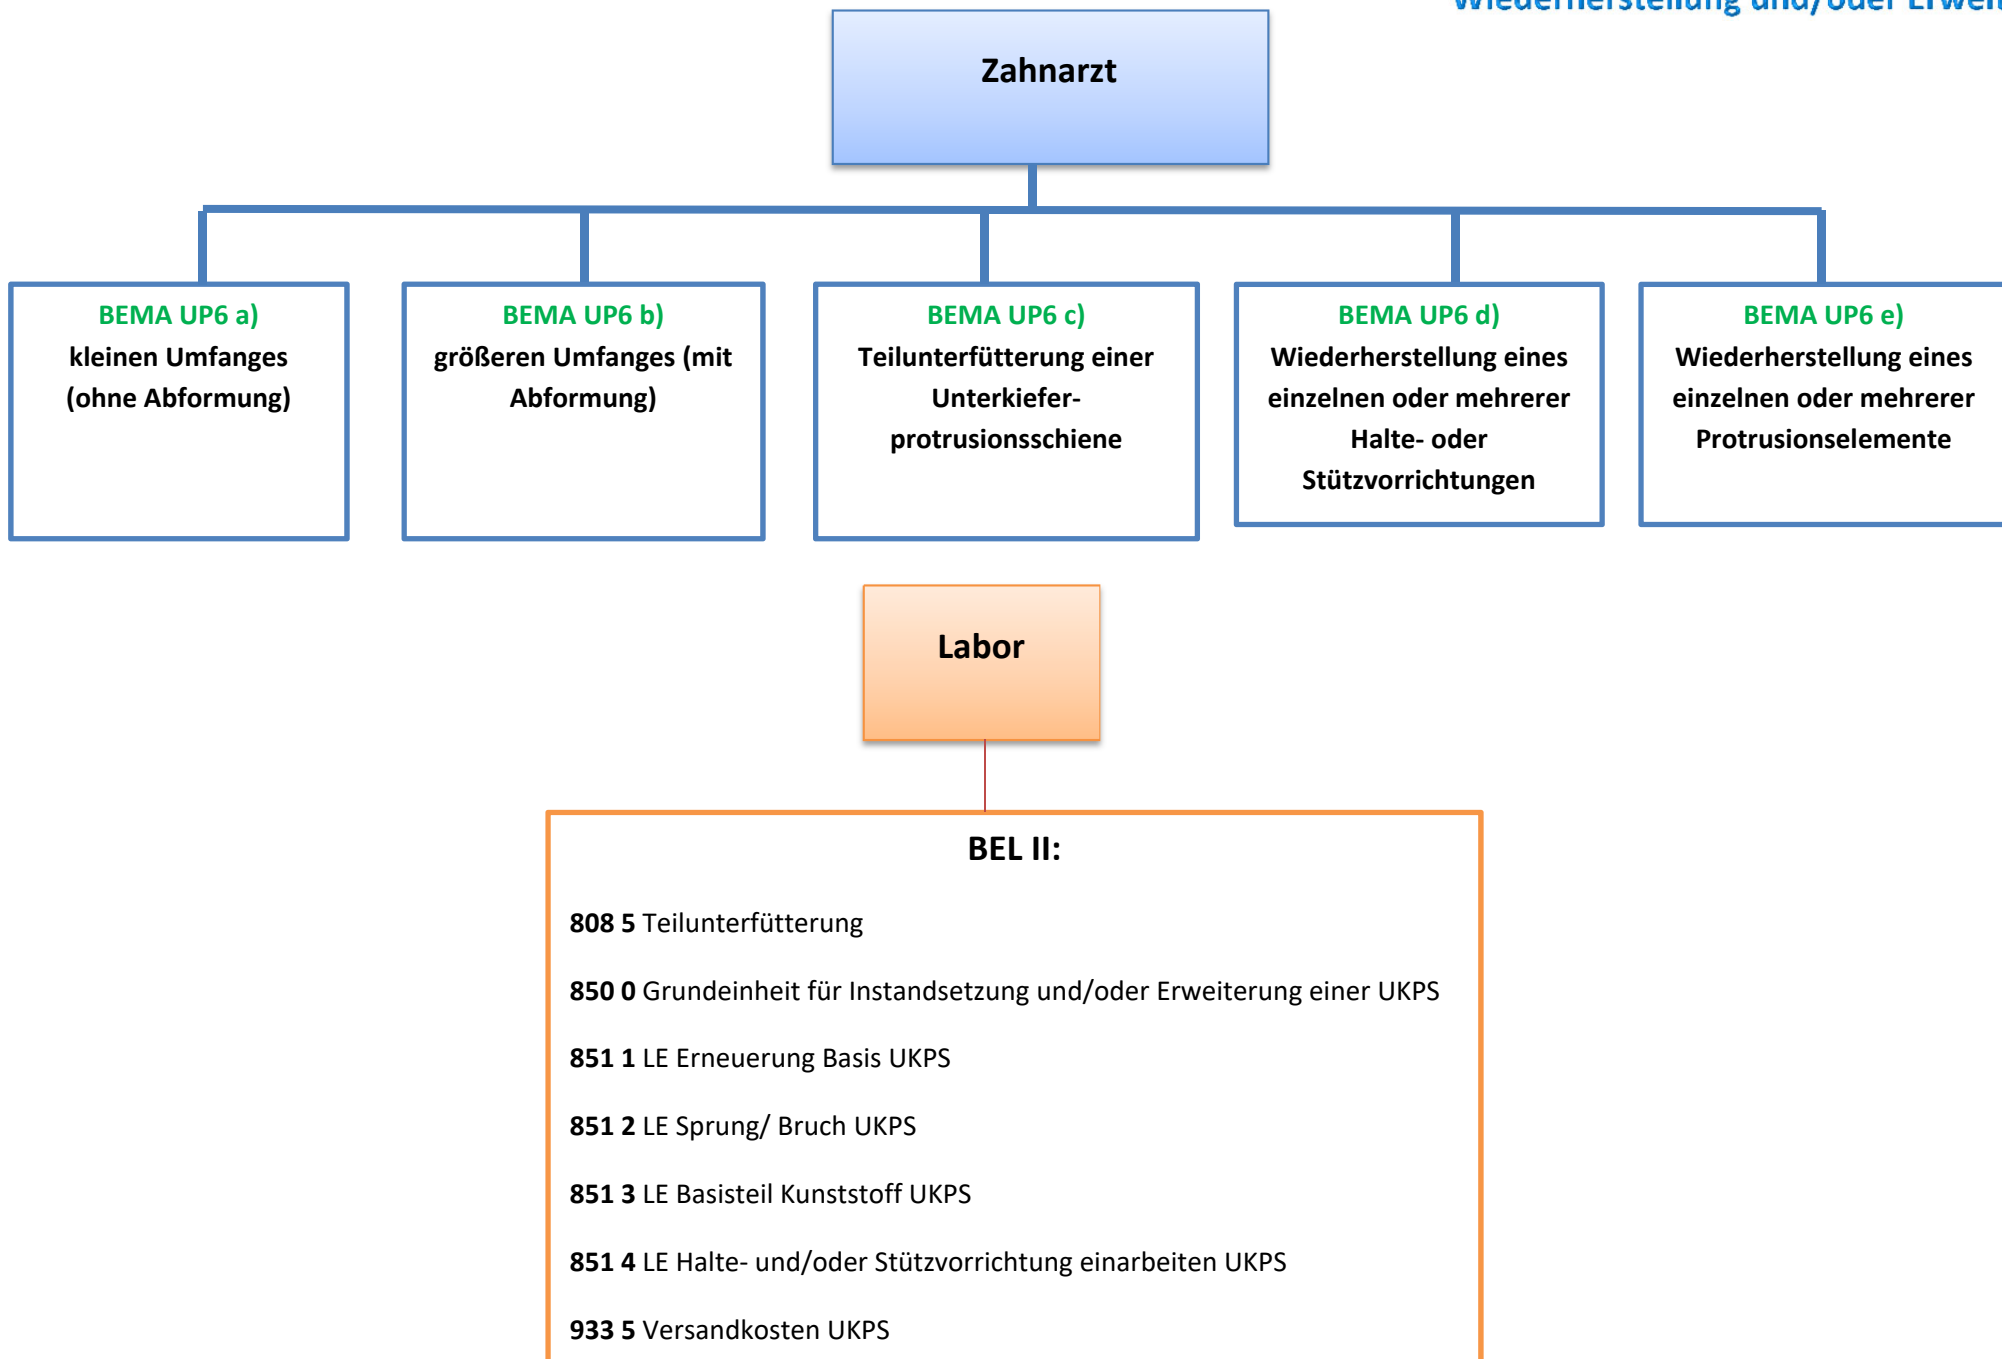 Wiederherstellung und/oder Erweit
Zahnarzt
BEMA UP6 a)
kleinen Umfanges
(ohne Abformung)
BEMA UP6 b)
größeren Umfanges (mit
Abformung)
BEMA UP6 c)
Teilunterfütterung einer
Unterkiefer-
protrusionsschiene
BEMA UP6 d)
Wiederherstellung eines
einzelnen oder mehrerer
Halte- oder
Stützvorrichtungen
BEMA UP6 e)
Wiederherstellung eines
einzelnen oder mehrerer
Protrusionselemente
Labor
BEL II:
808 5 Teilunterfütterung
850 0 Grundeinheit für Instandsetzung und/oder Erweiterung einer UKPS
851 1 LE Erneuerung Basis UKPS
851 2 LE Sprung/ Bruch UKPS
851 3 LE Basisteil Kunststoff UKPS
851 4 LE Halte- und/oder Stützvorrichtung einarbeiten UKPS
933 5 Versandkosten UKPS